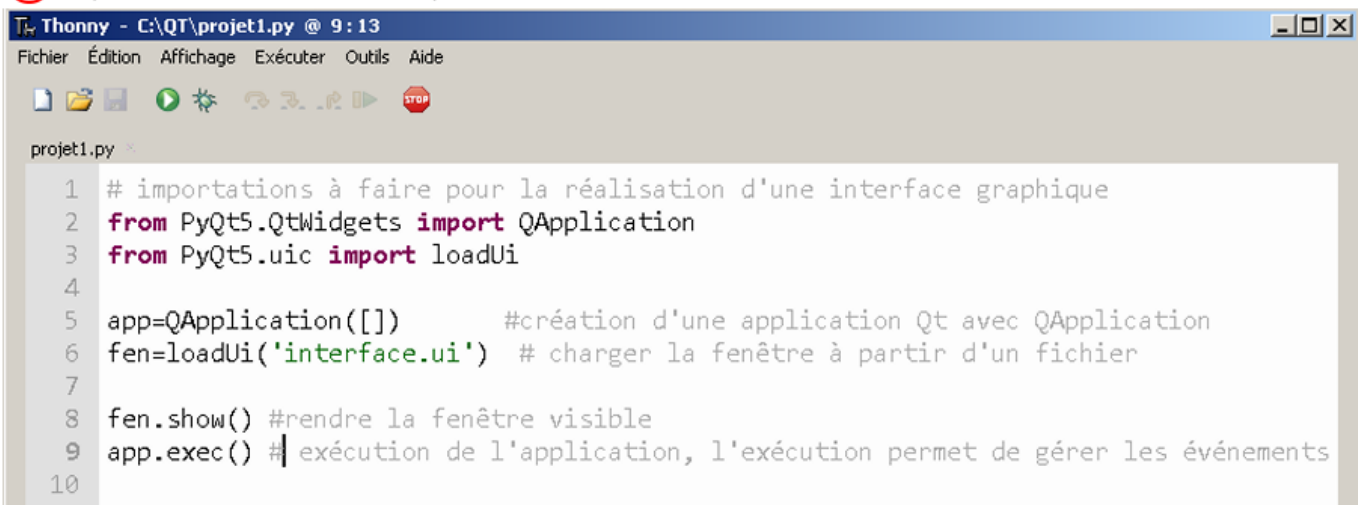 Thonny - C:\QT\projet1.py @ 9:13
Fichier Édition Affichage Exécuter Outils Aide
STOP
projet1.py
1 # importations à faire pour la réalisation d'une interface graphique
2 from PyQt5.QtWidgets import QApplication
3 from PyQt5.uic import loadUi
4
5 app=QApplication([]) #création d'une application Qt avec QApplication
6 fen=loadUi('interface.ui') # charger la fenêtre à partir d'un fichier
7
8 fen.show() #rendre la fenêtre visible
9 app.exec() # exécution de l'application, l'exécution permet de gérer les événements
10